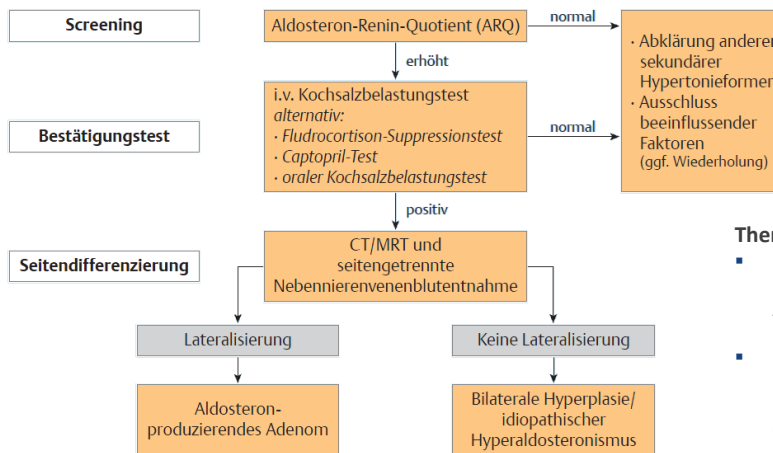 Screening
Aldosteron-Renin-Quotient (ARQ)
normal
erhöht
· Abklärung anderer
sekundärer
Hypertonieformen
· Ausschluss
beeinflussender
Faktoren
(ggf. Wiederholung)
Bestätigungstest
i.v. Kochsalzbelastungstest
alternativ:
· Fludrocortison-Suppressionstest
· Captopril-Test
· oraler Kochsalzbelastungstest
normal
positiv
Seitendifferenzierung
CT/MRT und
seitengetrennte
Nebennierenvenenblutentnahme
Lateralisierung
Keine Lateralisierung
Aldosteron-
produzierendes Adenom
Bilaterale Hyperplasie/
idiopathischer
Hyperaldosteronismus